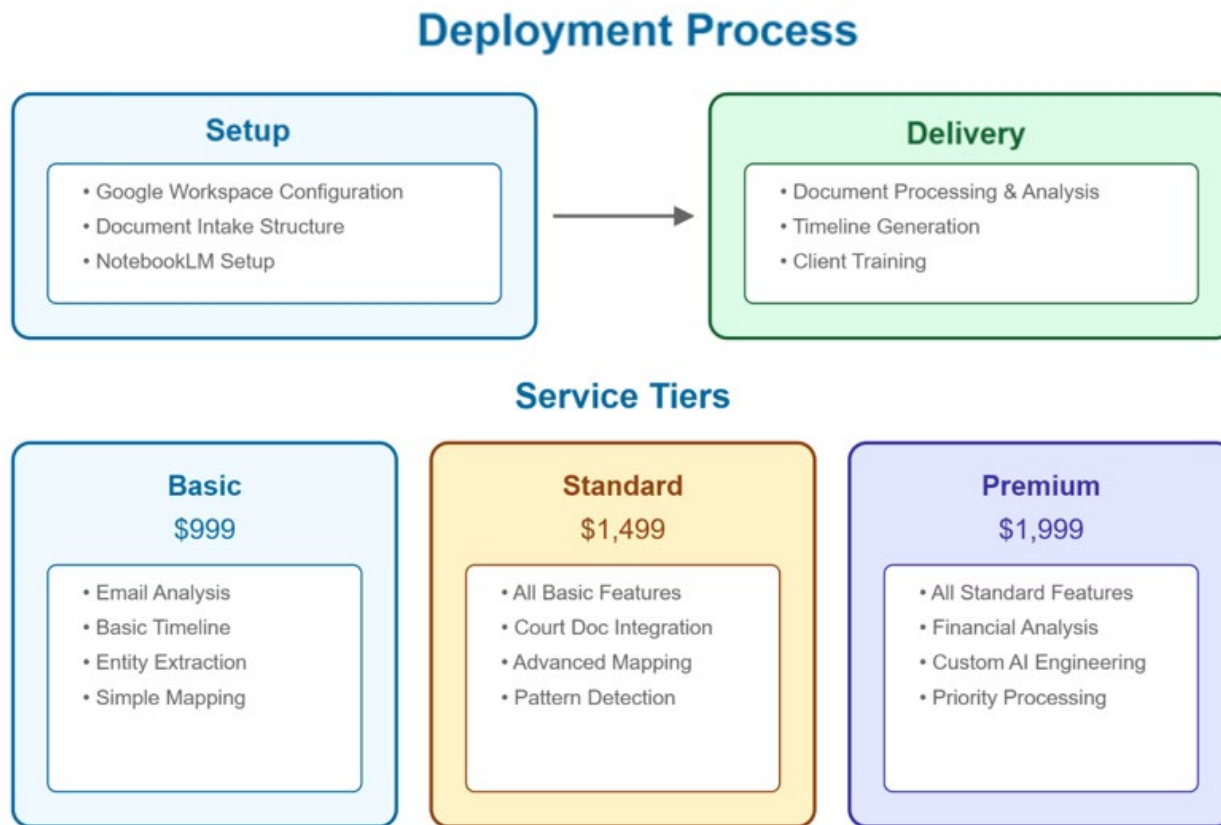 Deployment Process
Setup
• Google Workspace Configuration
• Document Intake Structure
• NotebookLM Setup
Delivery
• Document Processing & Analysis
• Timeline Generation
• Client Training
Service Tiers
Basic
$999
• Email Analysis
• Basic Timeline
• Entity Extraction
• Simple Mapping
Standard
$1,499
• All Basic Features
• Court Doc Integration
• Advanced Mapping
• Pattern Detection
Premium
$1,999
• All Standard Features
• Financial Analysis
• Custom AI Engineering
• Priority Processing